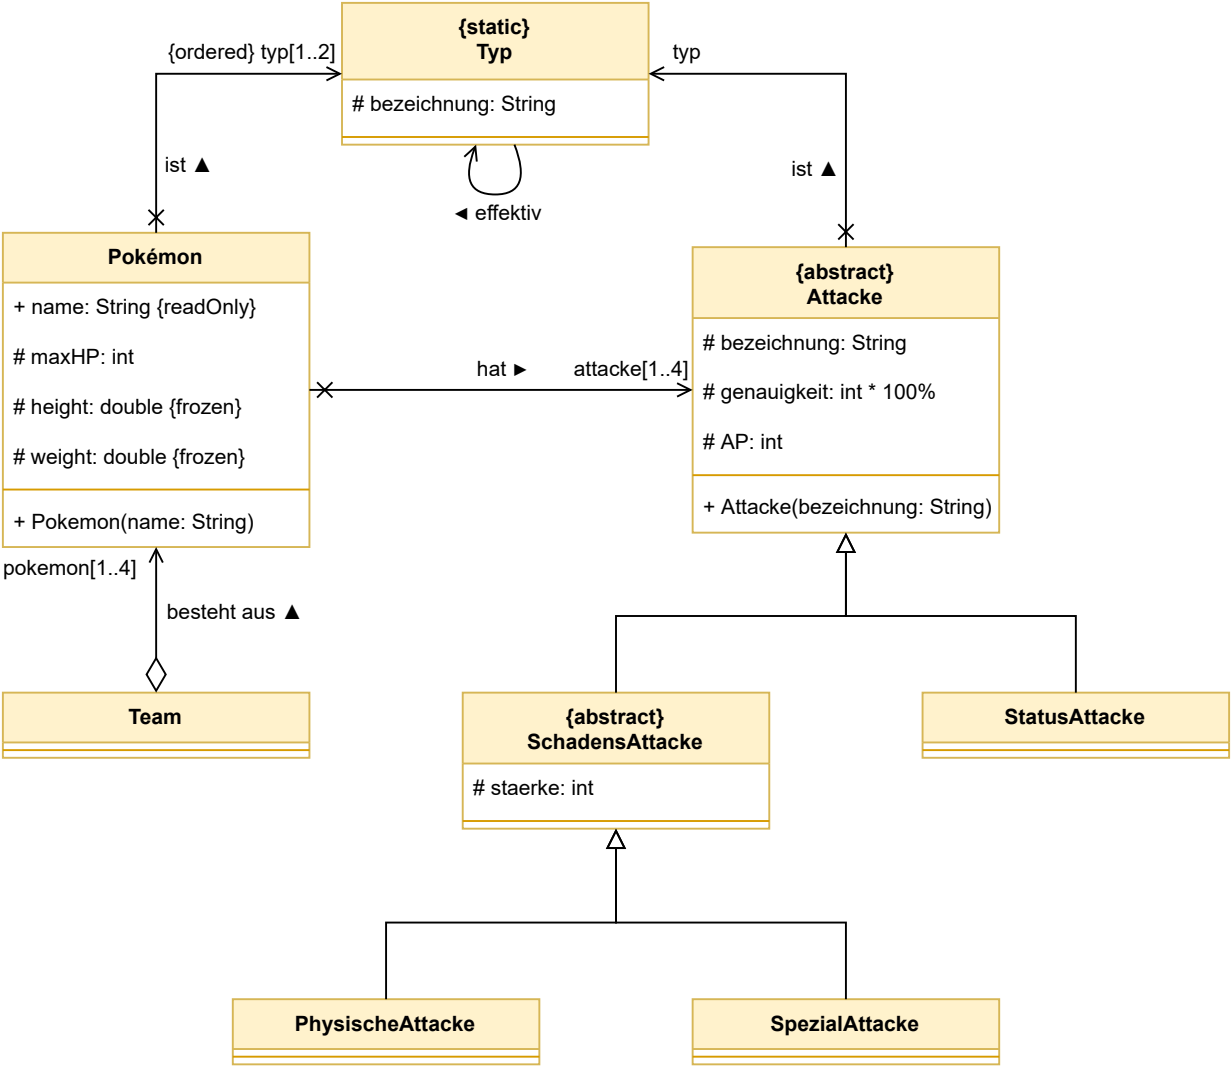 {static}
Typ
# bezeichnung: String
{ordered} typ[1..2]
typ
ist ▲
ist ▲
◄ effektiv
Pokémon
+ name: String {readOnly}
# maxHP: int
# height: double {frozen}
# weight: double {frozen}
+ Pokemon(name: String)
hat ►
attacke[1..4]
{abstract}
Attacke
# bezeichnung: String
# genauigkeit: int * 100%
# AP: int
+ Attacke(bezeichnung: String)
pokemon[1..4]
besteht aus ▲
Team
{abstract}
SchadensAttacke
# staerke: int
StatusAttacke
PhysischeAttacke
SpezialAttacke